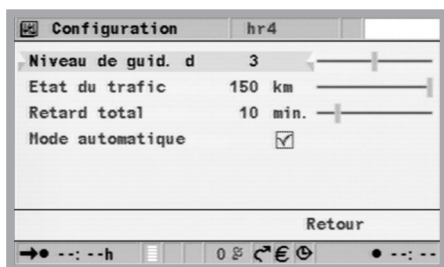 Configuration hr4
Niveau de guid. d 3
Etat du trafic 150 km
Retard total 10 min.
Mode automatique
Retour
--: --h 0 € --: --